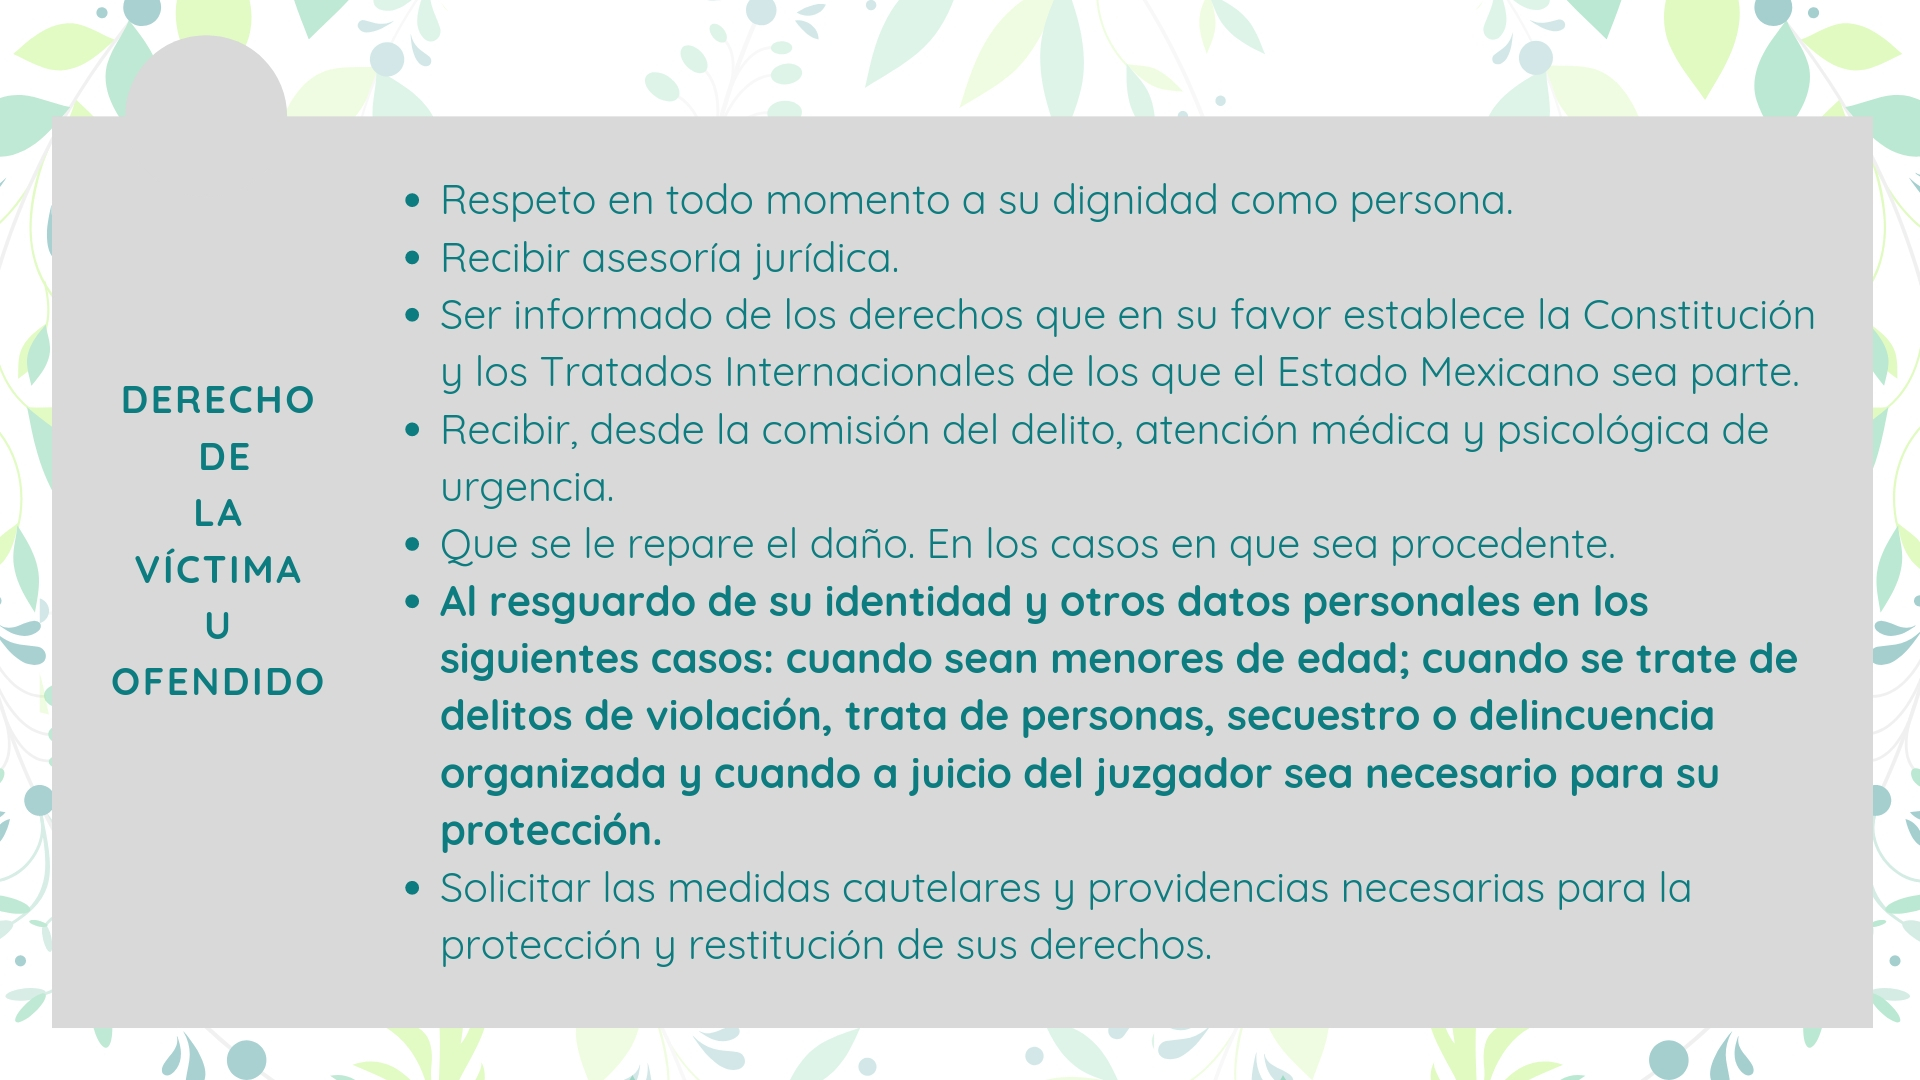 DERECHO
DE
LA
VÍCTIMA
U
OFENDIDO
• Respeto en todo momento a su dignidad como persona.
• Recibir asesoría jurídica.
• Ser informado de los derechos que en su favor establece la Constitución
y los Tratados Internacionales de los que el Estado Mexicano sea parte.
• Recibir, desde la comisión del delito, atención médica y psicológica de
urgencia.
• Que se le repare el daño. En los casos en que sea procedente.
• Al resguardo de su identidad y otros datos personales en los
siguientes casos: cuando sean menores de edad; cuando se trate de
delitos de violación, trata de personas, secuestro o delincuencia
organizada y cuando a juicio del juzgador sea necesario para su
protección.
• Solicitar las medidas cautelares y providencias necesarias para la
protección y restitución de sus derechos.